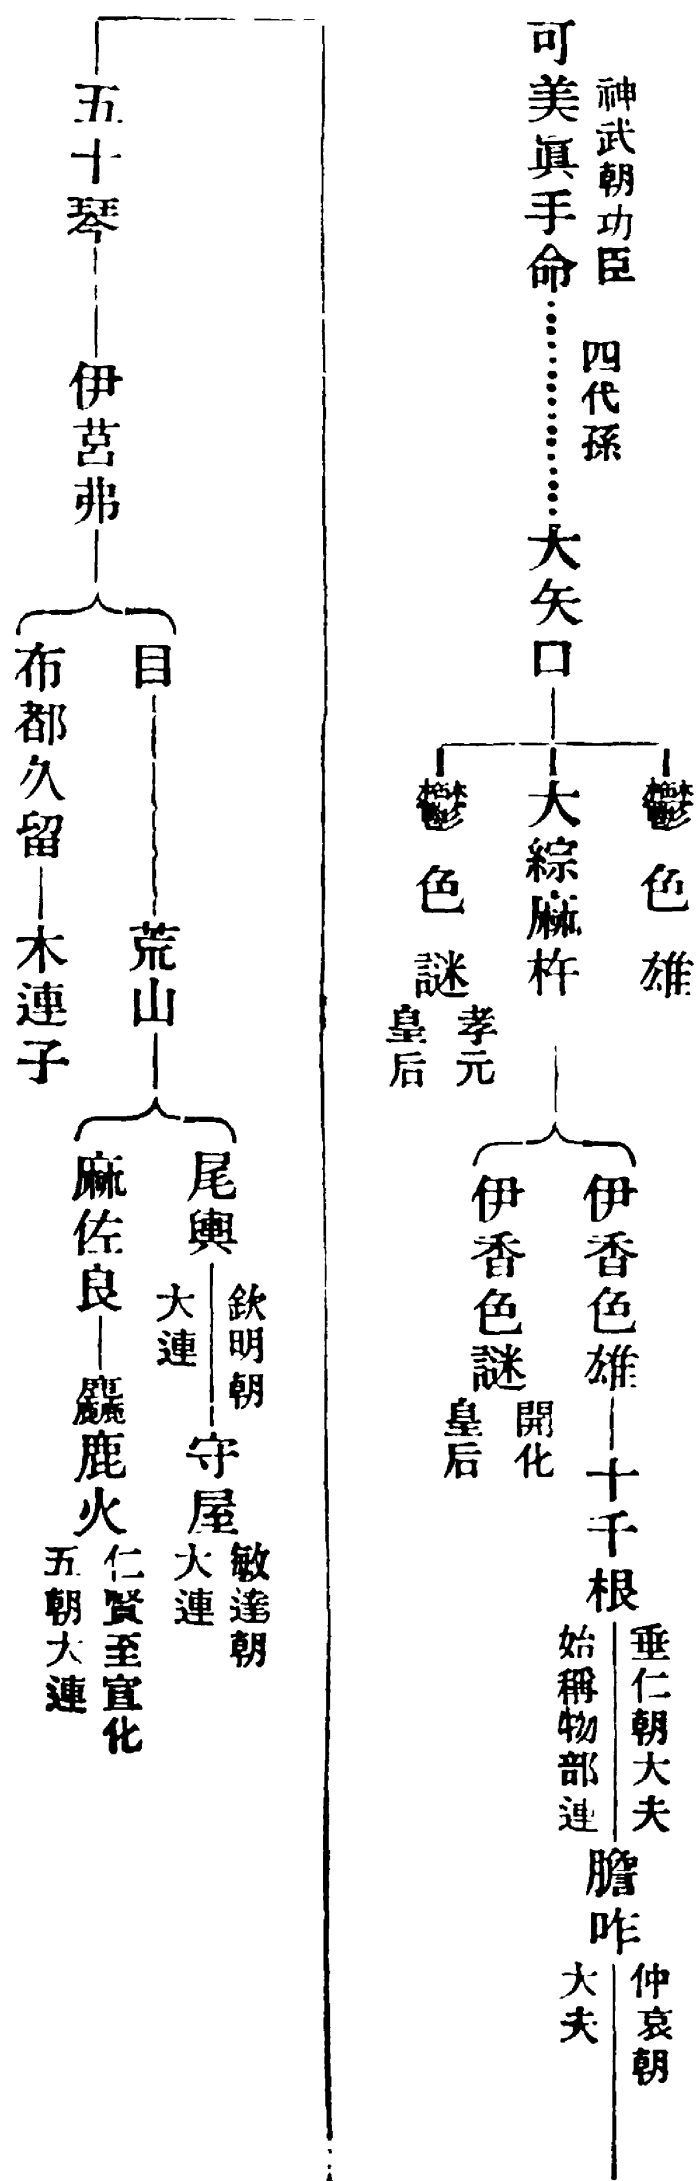 可美眞手命
神武朝功臣
四代孫
大矢口
鬱色雄
大綜麻杵
鬱色謎
孝元
皇后
伊香色雄
伊香色謎
開化
皇后
十千根
垂仁朝大夫
始稱物部連
膽咋
仲哀朝
大夫
五十琴
伊莒弗
目
布都久留
木連子
荒山
尾輿
欽明朝
大連
守屋
敏達朝
大連
麻佐良
麤鹿火
仁賢至宣化
五朝大連